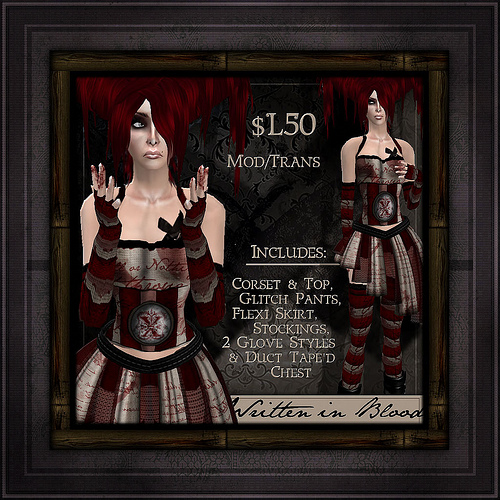 $L50
Mod/Trans
Includes:
Corset & Top,
Glitch Pants,
Flexi Skirt,
Stockings,
2 Glove Styles
& Duct Tape'd
Chest
Written in Blood